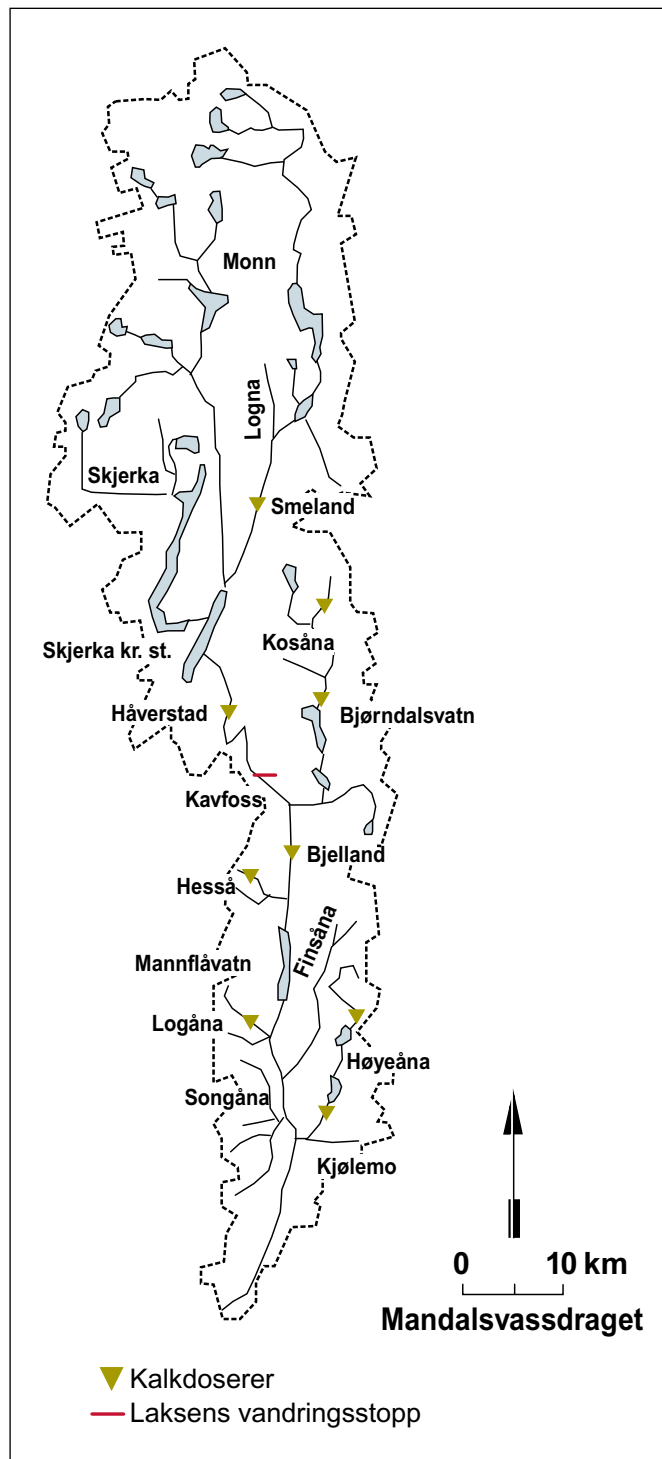 Monn
Logna
Skjerka
Smeland
Kosåna
Skjerka kr. st.
Håverstad
Bjørndalsvatn
Kavfoss
Bjelland
Hesså
Finsåna
Mannflåvatn
Logåna
Høyeåna
Songåna
Kjølemo
0 10 km
Mandalsvassdraget
Kalkdoserer
Laksens vandringsstopp